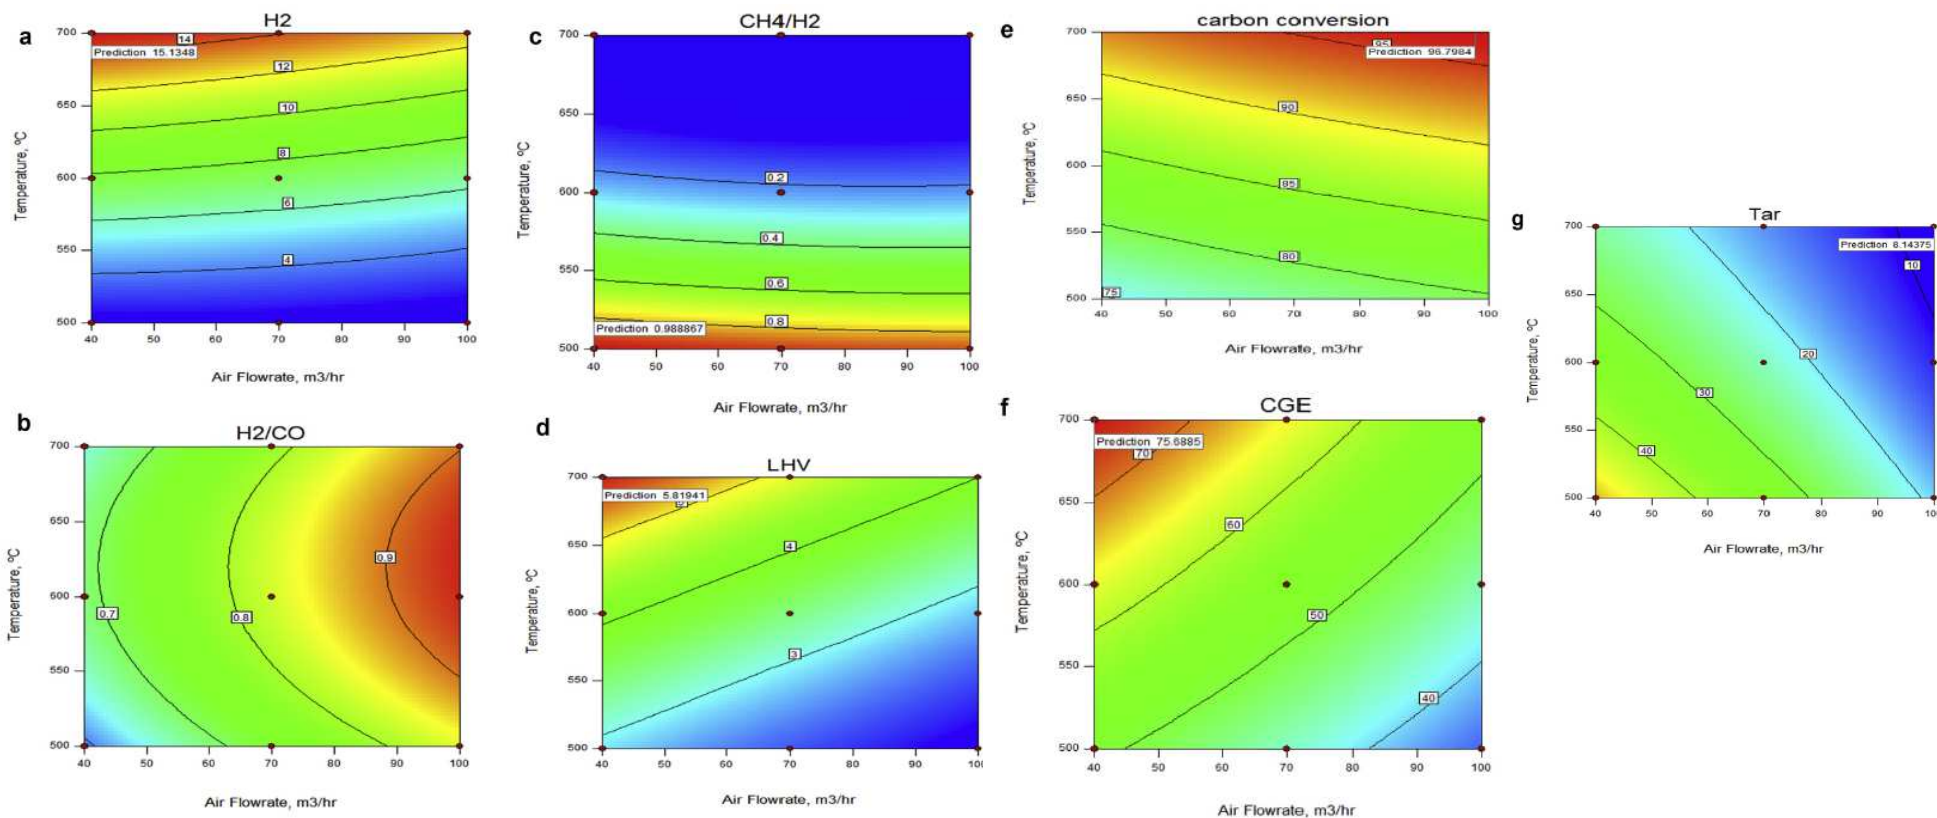 a
H2
700
650
600
550
500
14
Prediction 15.1348
12
10
8
6
4
40 50 60 70 80 90 100
Temperature, ºC
Air Flowrate, m3/hr
b
H2/CO
700
650
600
550
500
0.7
0.8
0.9
40 50 60 70 80 90 100
Temperature, ºC
Air Flowrate, m3/hr
c
CH4/H2
700
650
600
550
500
0.2
0.4
0.6
0.8
Prediction 0.988867
40 50 60 70 80 90 100
Temperature, ºC
Air Flowrate, m3/hr
d
LHV
700
650
600
550
500
Prediction 5.81941
4
3
40 50 60 70 80 90 100
Temperature, ºC
Air Flowrate, m3/hr
e
carbon conversion
700
650
600
550
500
95
Prediction 96.7984
90
85
80
75
40 50 60 70 80 90 100
Temperature, ºC
Air Flowrate, m3/hr
f
CGE
700
650
600
550
500
Prediction 75.6885
70
60
50
40
40 50 60 70 80 90 100
Temperature, ºC
Air Flowrate, m3/hr
g
Tar
700
650
600
550
500
Prediction 8.14375
10
20
30
40
40 50 60 70 80 90 100
Temperature, ºC
Air Flowrate, m3/hr